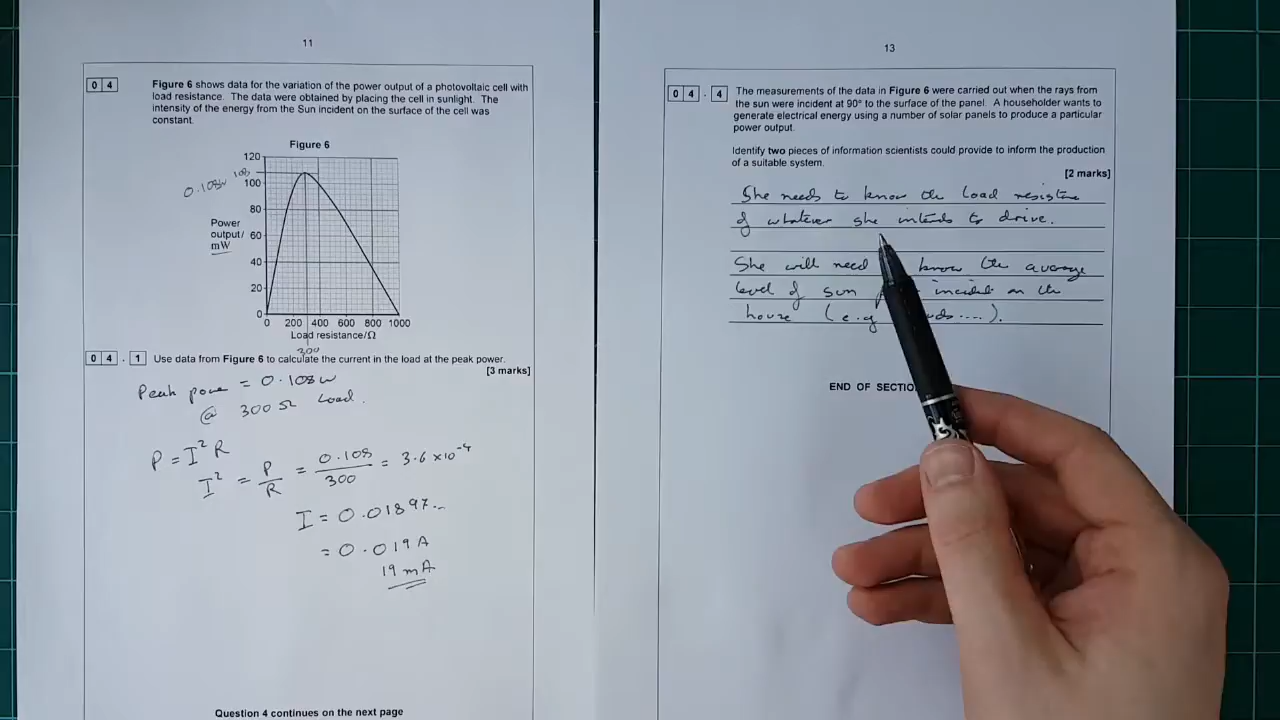 11
0 4
Figure 6 shows data for the variation of the power output of a photovoltaic cell with
load resistance. The data were obtained by placing the cell in sunlight. The
intensity of the energy from the Sun incident on the surface of the cell was
constant.
Figure 6
120
108
0.108W
100
80
Power
output/
mW
60
40
20
0
0 200 400 600 800 1000
Load resistance/Ω
300
0 4 . 1 Use data from Figure 6 to calculate the current in the load at the peak power.
[3 marks]
Peak power = 0.108W
@ 300Ω Load.
P = I² R
I² = P/R = 0.108/300 = 3.6 x10⁻⁴
I = 0.01897..
= 0.019A
19 mA
Question 4 continues on the next page
13
0 4 . 4 The measurements of the data in Figure 6 were carried out when the rays from
the sun were incident at 90° to the surface of the panel. A householder wants to
generate electrical energy using a number of solar panels to produce a particular
power output.
Identify two pieces of information scientists could provide to inform the production
of a suitable system.
[2 marks]
She needs to know the load resistance
of whatever she intends to drive.
She will need know the average
level of sun incident on the
house (e.g ....).
END OF SECTIO